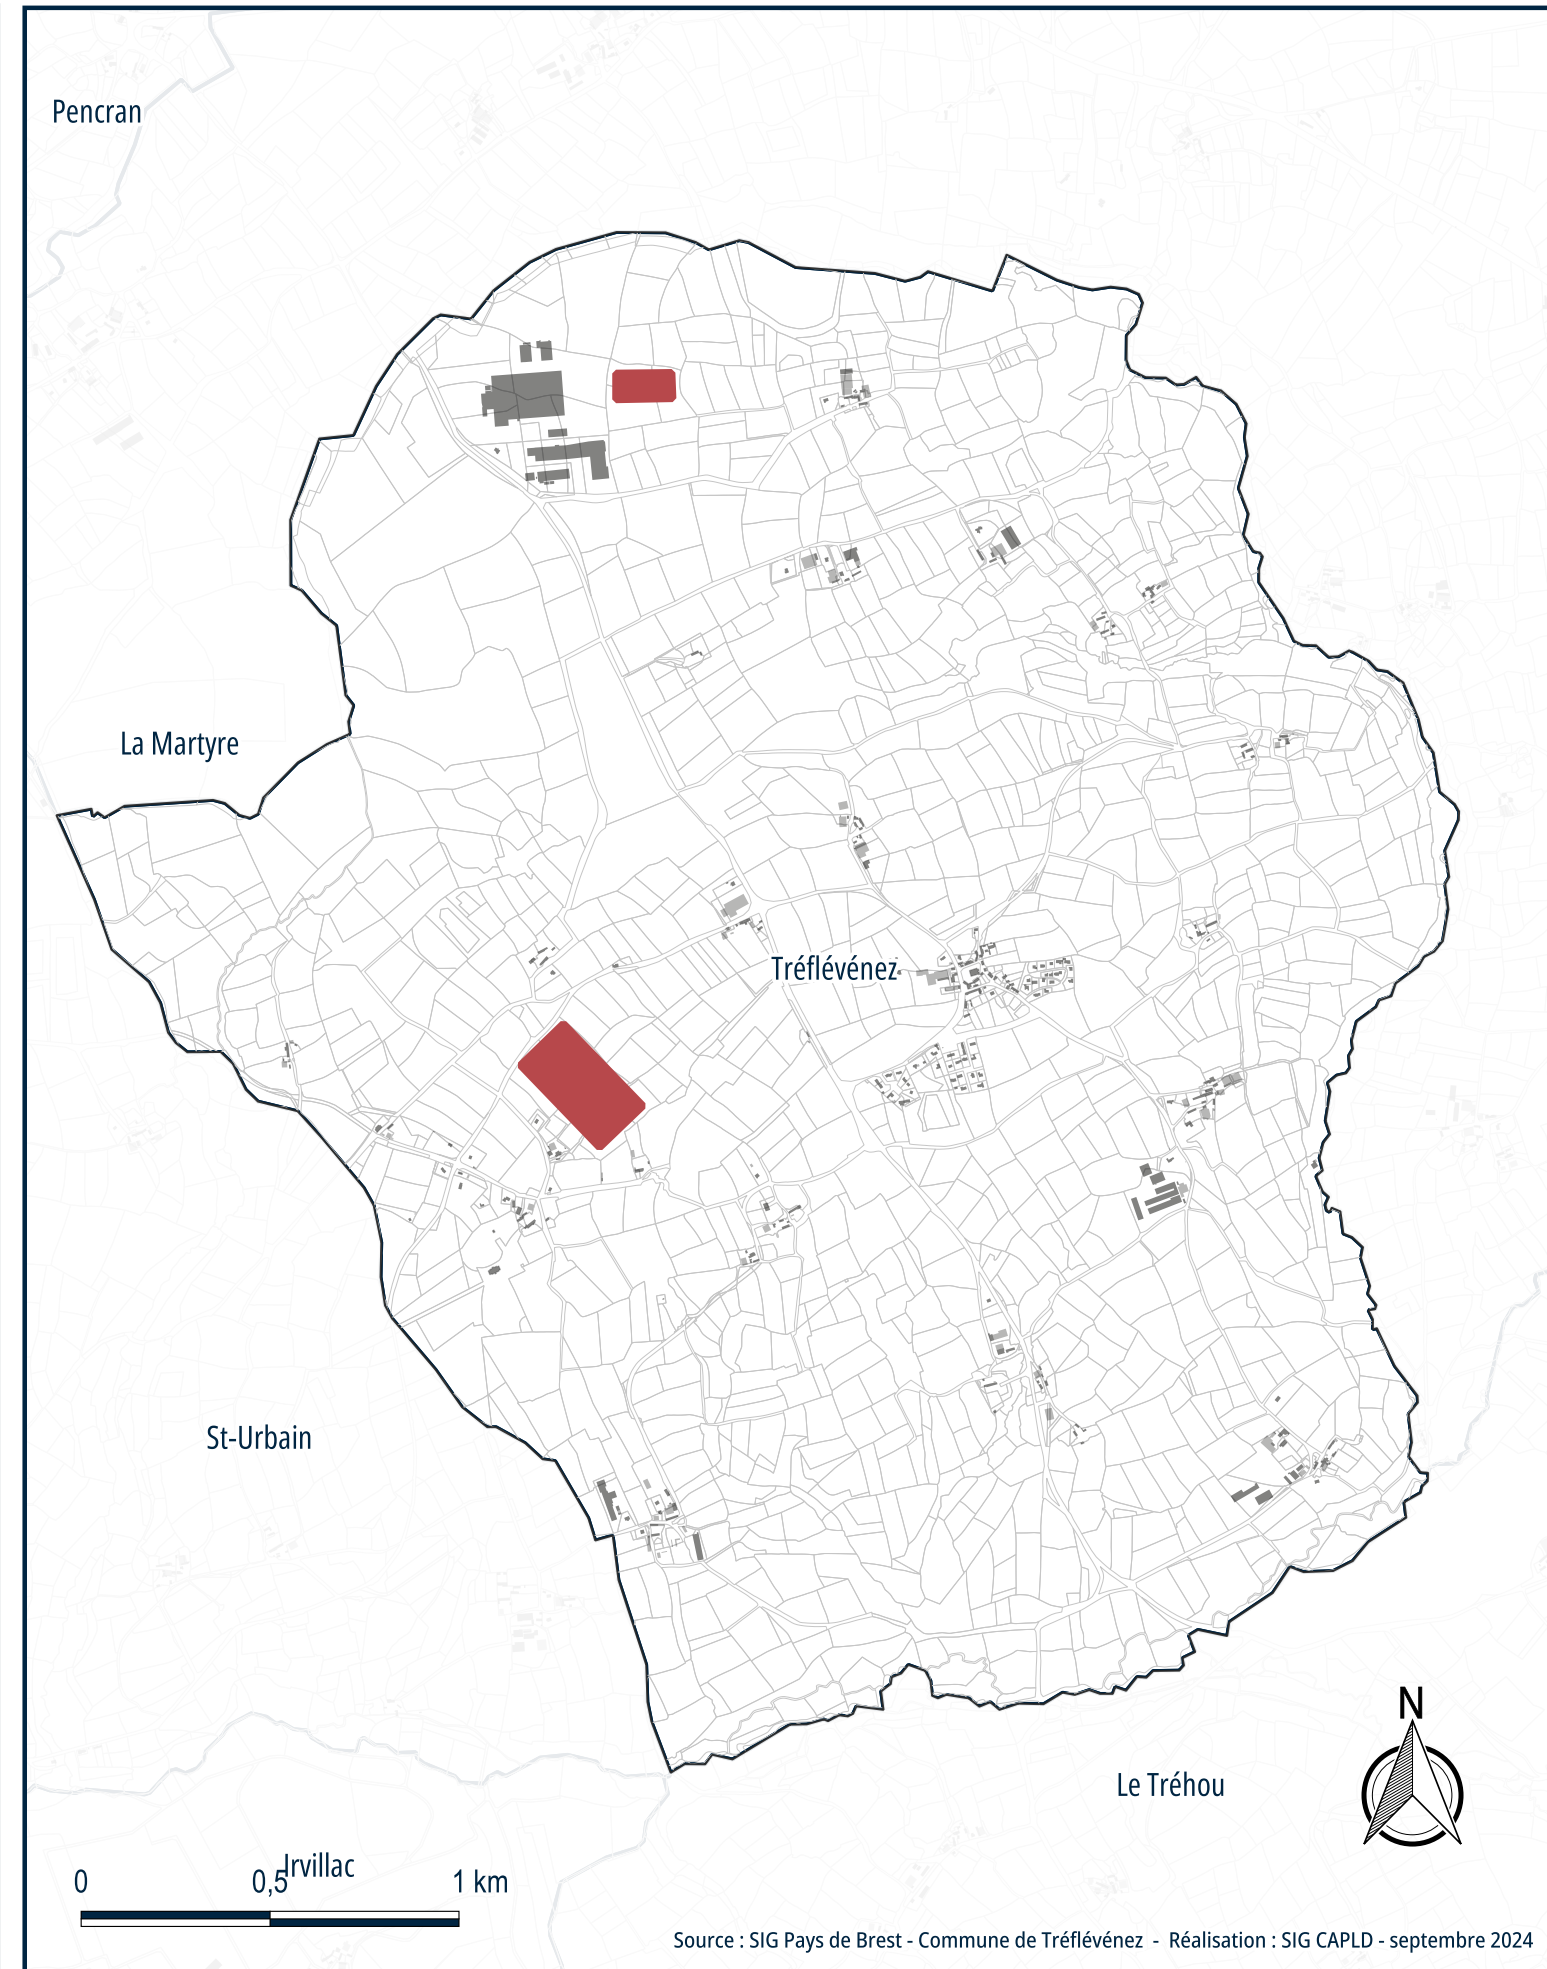 Pencran
La Martyre
Tréflévénez
St-Urbain
N
Le Tréhou
Irvillac
0 0,5 1 km
Source : SIG Pays de Brest - Commune de Tréflévénez - Réalisation : SIG CAPLD - septembre 2024